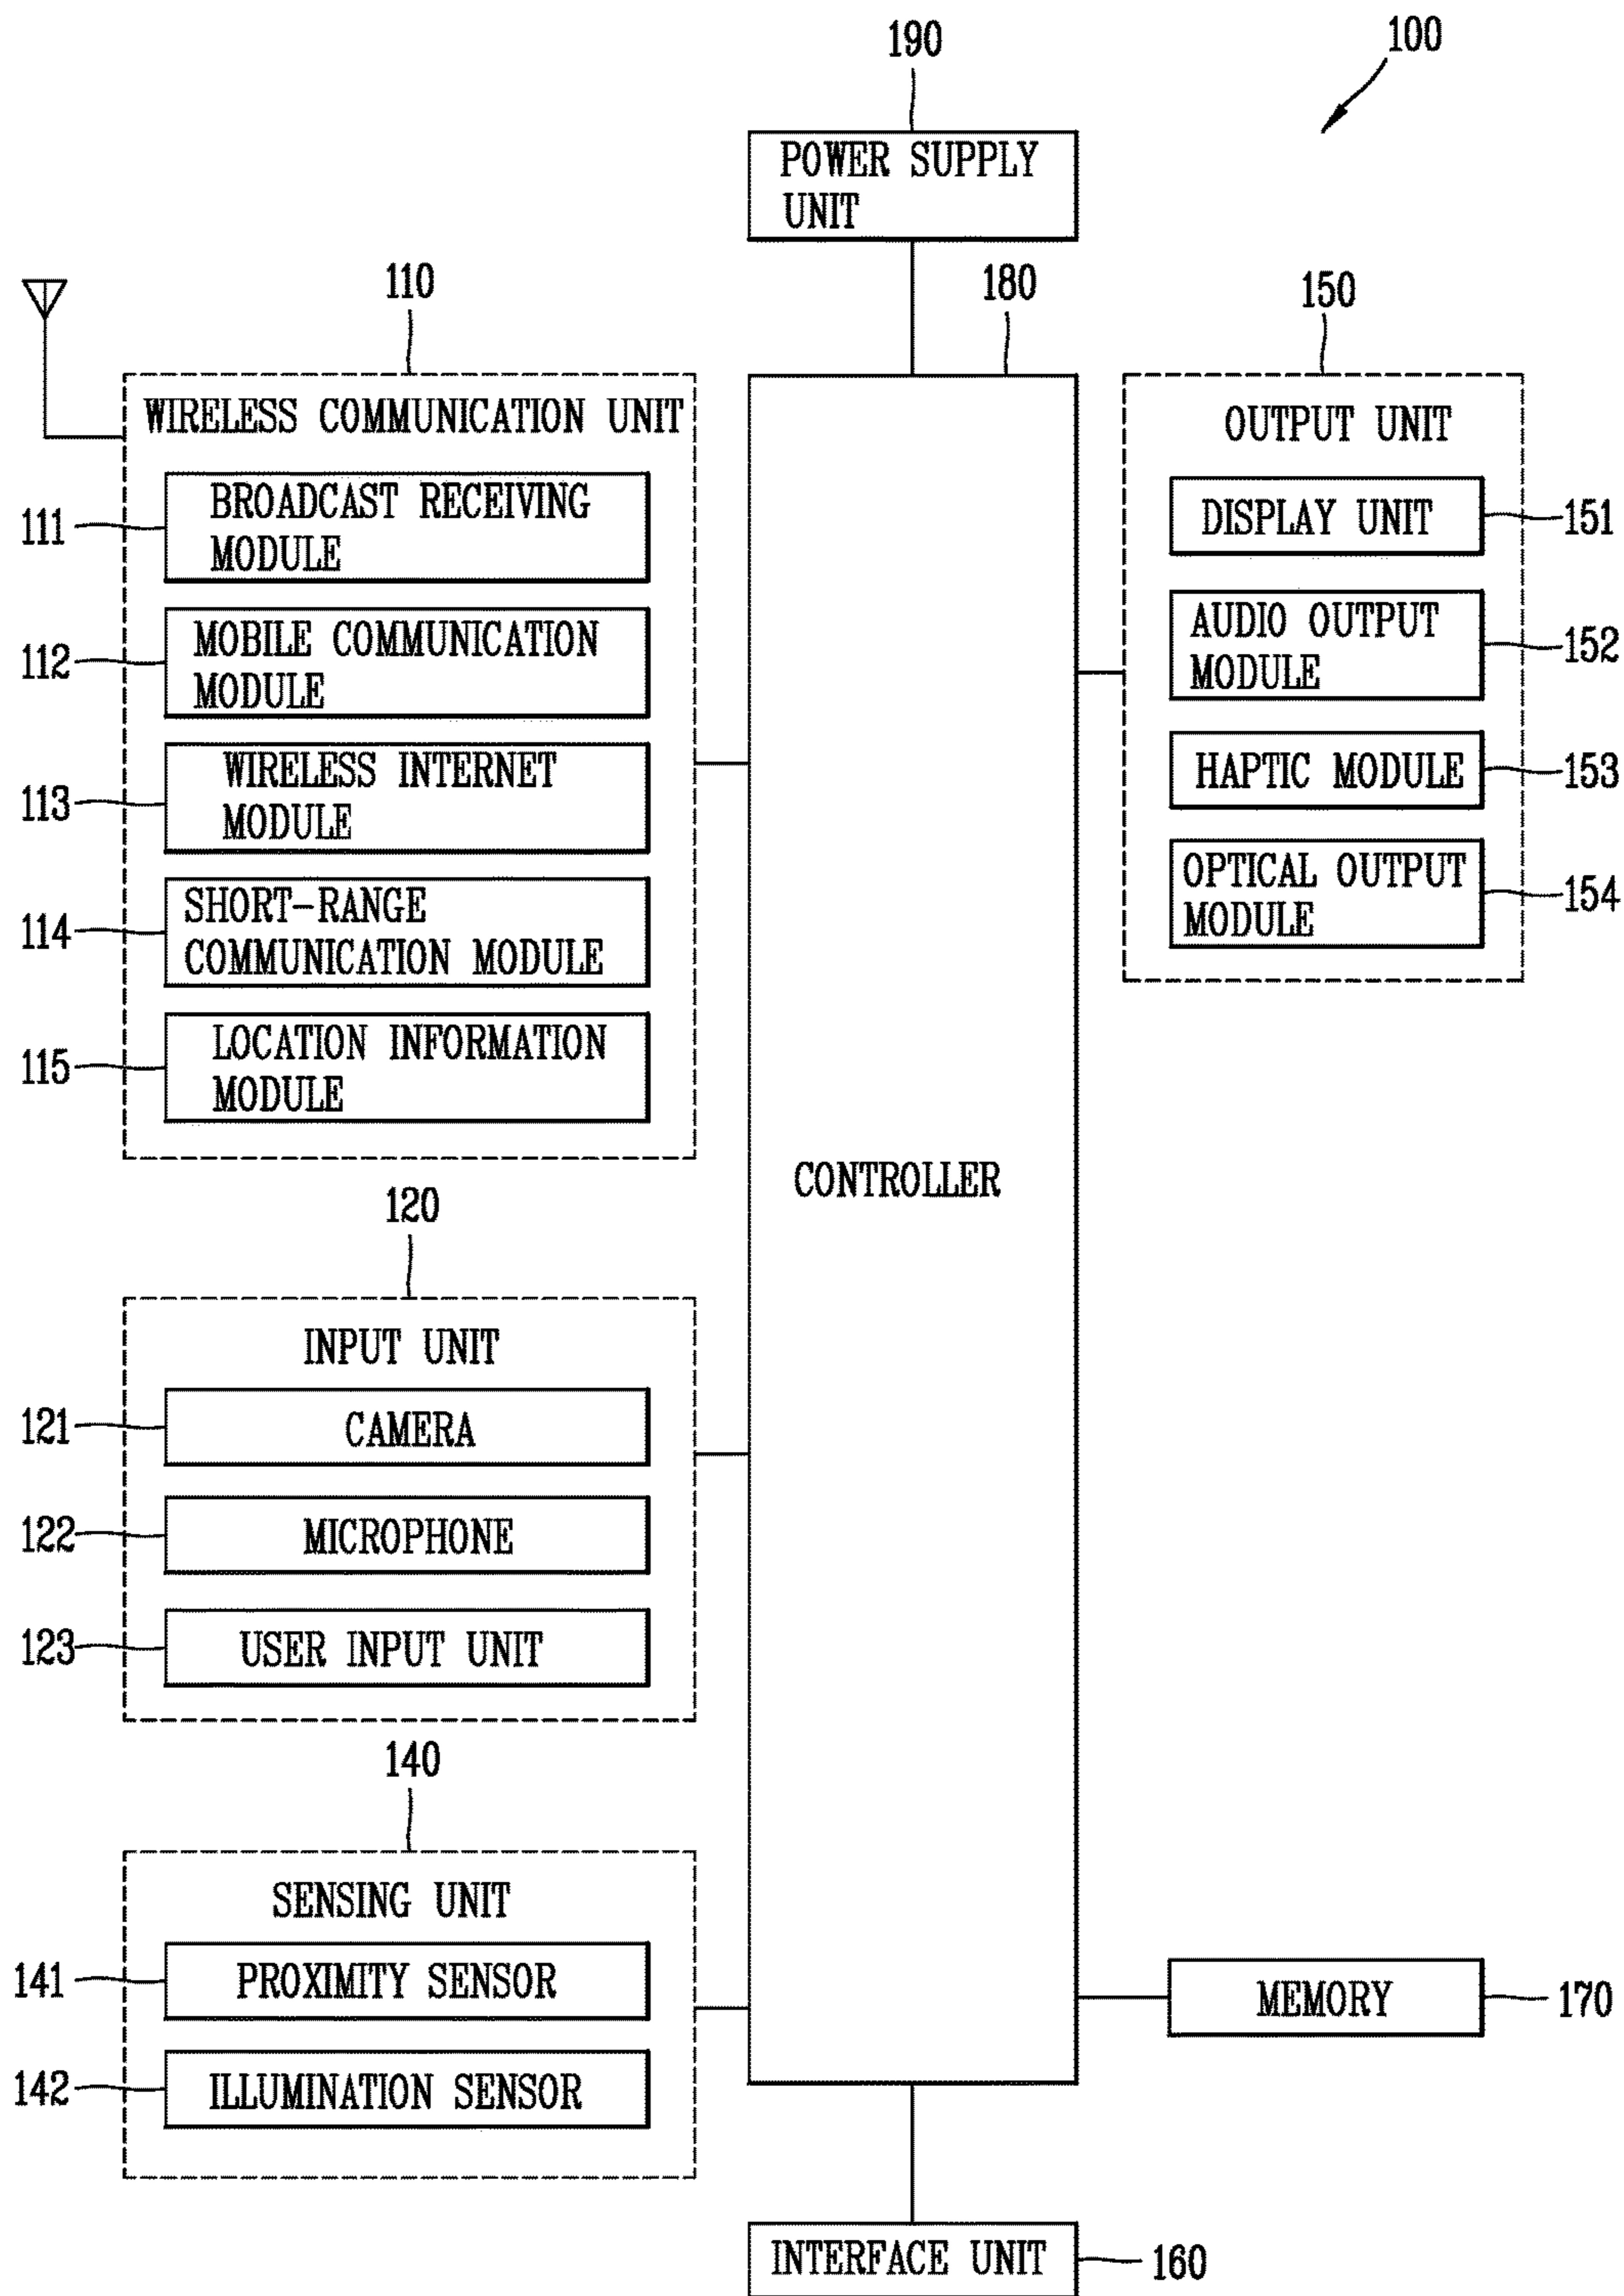 100
190
POWER SUPPLY
UNIT
110
180
150
WIRELESS COMMUNICATION UNIT
111
BROADCAST RECEIVING
MODULE
112
MOBILE COMMUNICATION
MODULE
113
WIRELESS INTERNET
MODULE
114
SHORT-RANGE
COMMUNICATION MODULE
115
LOCATION INFORMATION
MODULE
120
INPUT UNIT
121
CAMERA
122
MICROPHONE
123
USER INPUT UNIT
140
SENSING UNIT
141
PROXIMITY SENSOR
142
ILLUMINATION SENSOR
CONTROLLER
OUTPUT UNIT
DISPLAY UNIT
151
AUDIO OUTPUT
MODULE
152
HAPTIC MODULE
153
OPTICAL OUTPUT
MODULE
154
MEMORY
170
INTERFACE UNIT
160